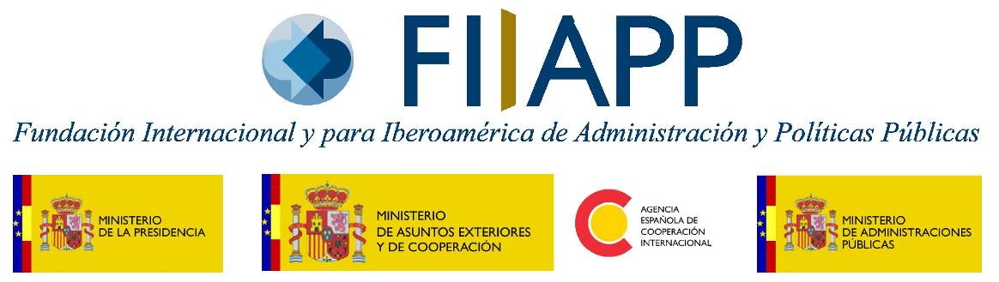 FIIAPP
Fundación Internacional y para Iberoamérica de Administración y Políticas Públicas
MINISTERIO
DE LA PRESIDENCIA
MINISTERIO
DE ASUNTOS EXTERIORES
Y DE COOPERACIÓN
AGENCIA
ESPAÑOLA DE
COOPERACIÓN
INTERNACIONAL
MINISTERIO
DE ADMINISTRACIONES
PÚBLICAS